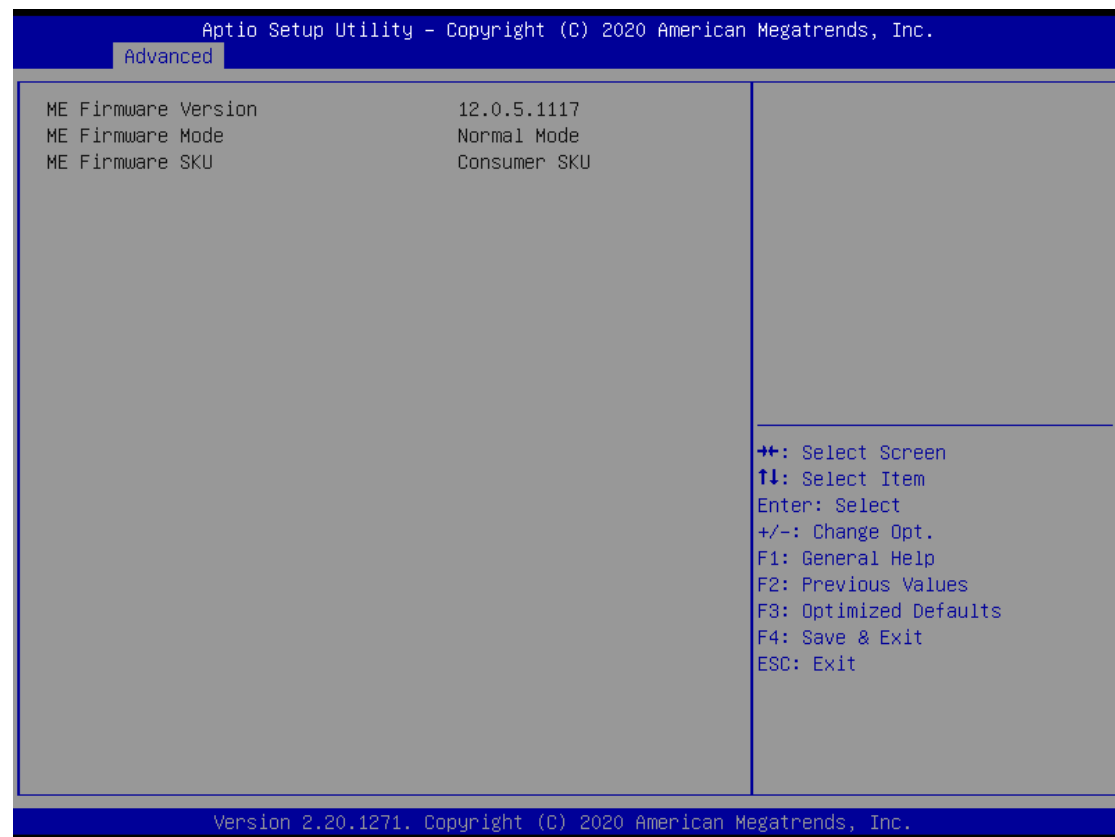 Aptio Setup Utility – Copyright (C) 2020 American Megatrends, Inc.
Advanced
ME Firmware Version 12.0.5.1117
ME Firmware Mode Normal Mode
ME Firmware SKU Consumer SKU
→←: Select Screen
↑↓: Select Item
Enter: Select
+/-: Change Opt.
F1: General Help
F2: Previous Values
F3: Optimized Defaults
F4: Save & Exit
ESC: Exit
Version 2.20.1271. Copyright (C) 2020 American Megatrends, Inc.